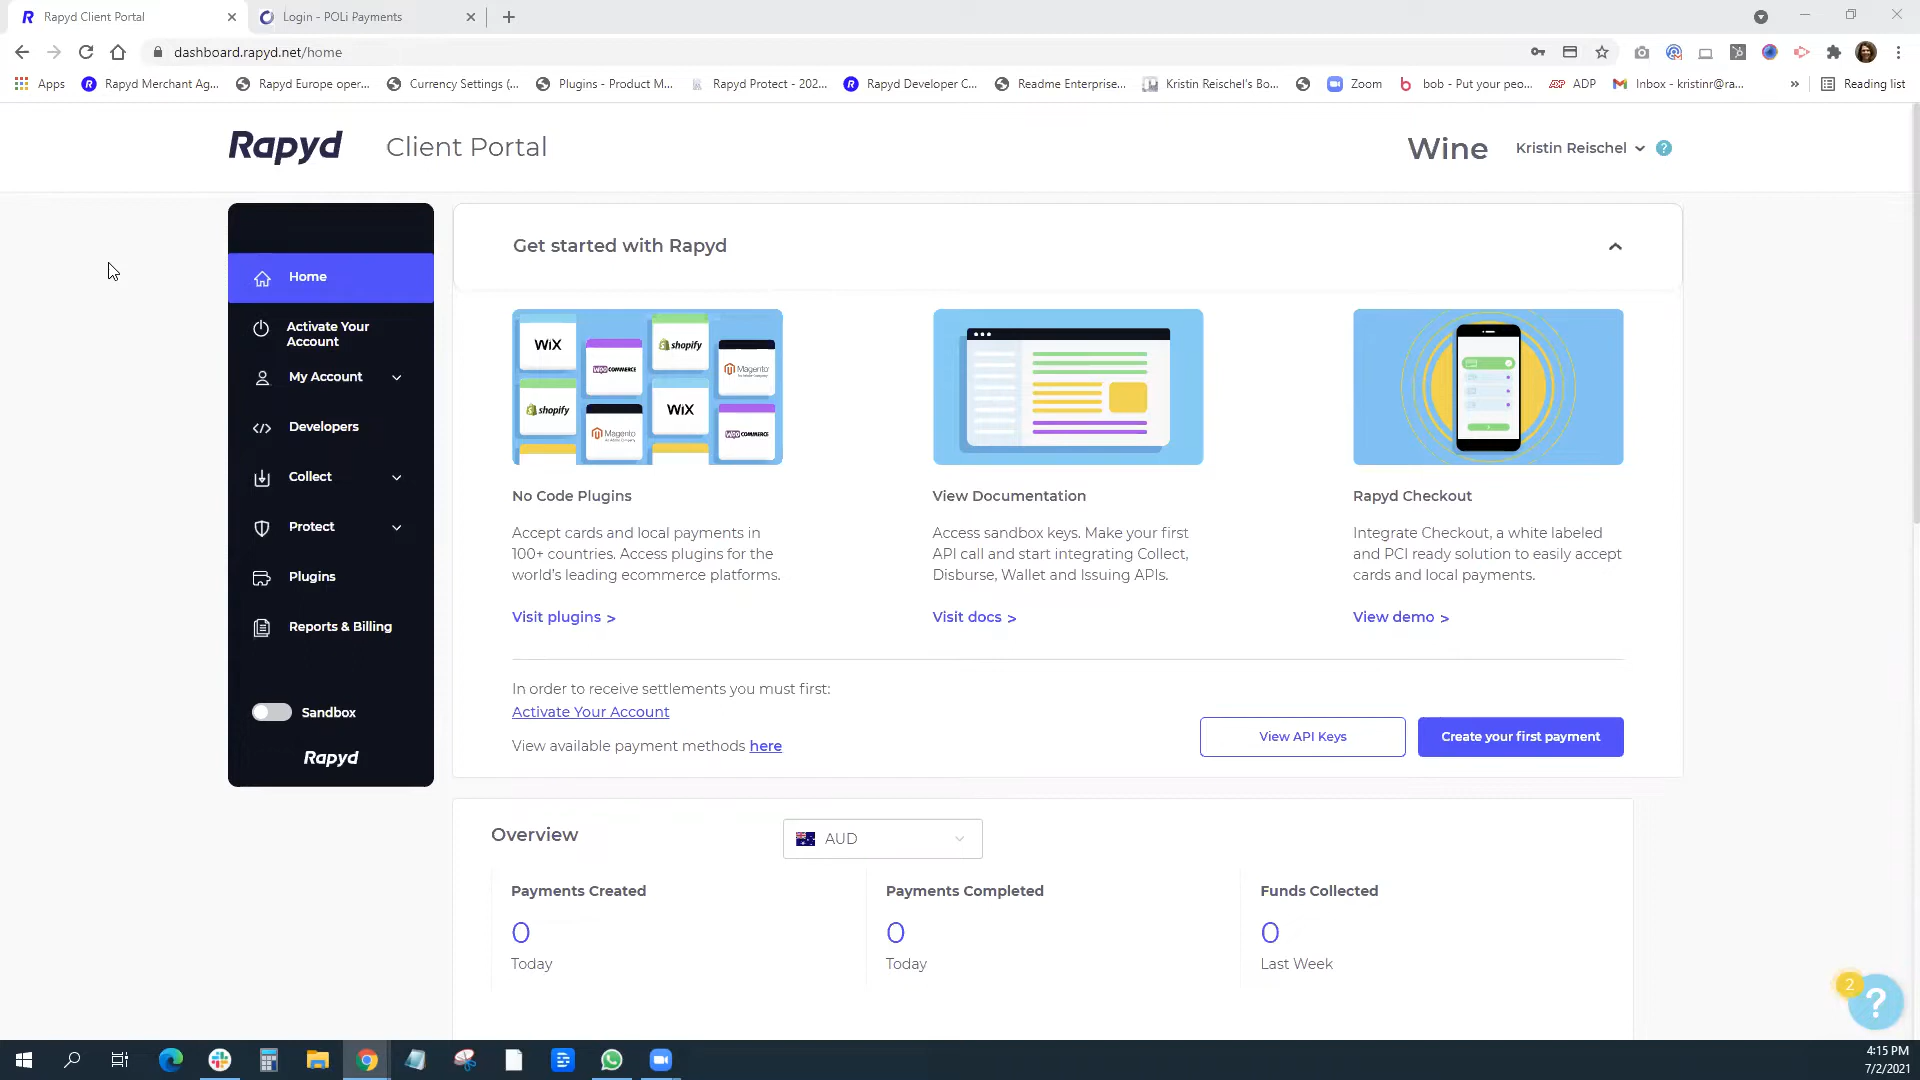 Rapyd Client Portal
Login - POLi Payments
dashboard.rapyd.net/home
Apps
Rapyd Merchant Ag...
Rapyd Europe oper...
Currency Settings (...
Plugins - Product M...
Rapyd Protect - 202...
Rapyd Developer C...
Readme Enterprise...
Kristin Reischel's Bo...
Zoom
bob - Put your peo...
ADP
Inbox - kristinr@ra...
»
Reading list
Rapyd
Client Portal
Wine
Kristin Reischel
?
Home
Activate Your
Account
My Account
Developers
Collect
Protect
Plugins
Reports & Billing
Sandbox
Rapyd
Get started with Rapyd
WiX
WOO COMMERCE
shopify
Magento
shopify
Magento
WiX
WOO COMMERCE
No Code Plugins
Accept cards and local payments in
100+ countries. Access plugins for the
world's leading ecommerce platforms.
Visit plugins >
View Documentation
Access sandbox keys. Make your first
API call and start integrating Collect,
Disburse, Wallet and Issuing APIs.
Visit docs >
Rapyd Checkout
Integrate Checkout, a white labeled
and PCI ready solution to easily accept
cards and local payments.
View demo >
In order to receive settlements you must first:
Activate Your Account
View available payment methods here
View API Keys
Create your first payment
Overview
AUD
Payments Created
0
Today
Payments Completed
0
Today
Funds Collected
0
Last Week
2
?
4:15 PM
7/2/2021